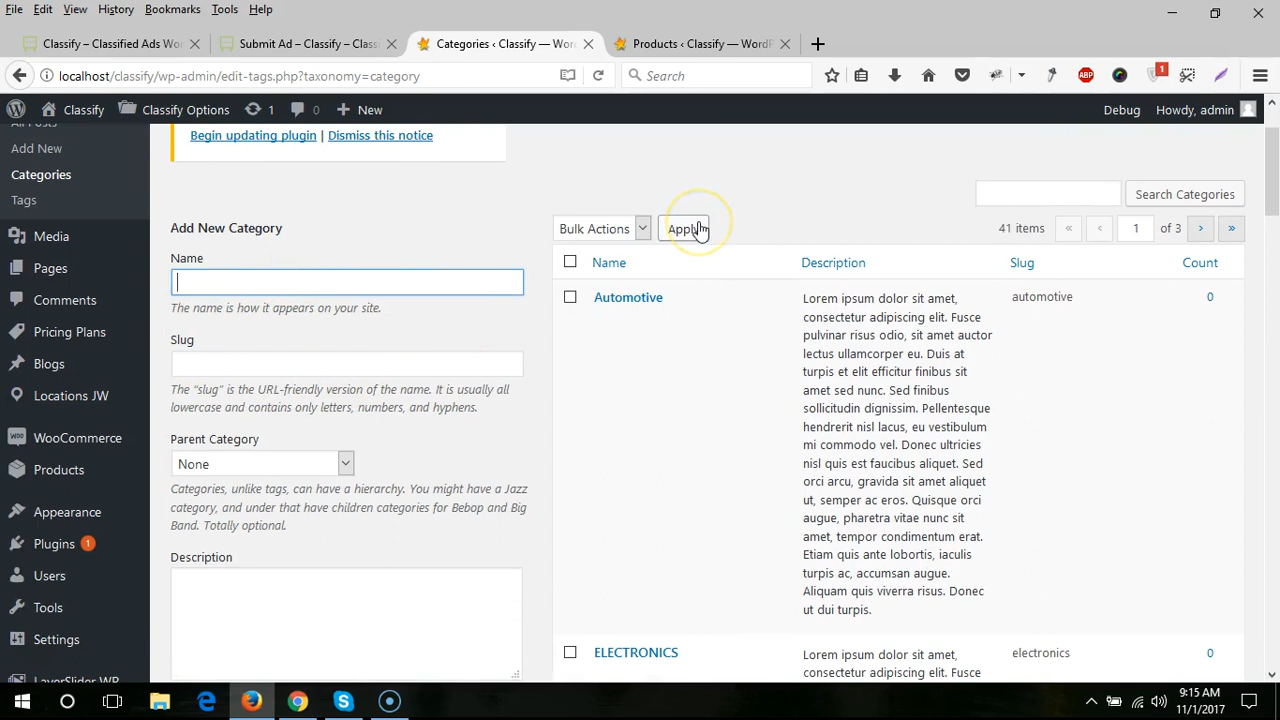 File Edit View History Bookmarks Tools Help
Classify – Classified Ads Wo
Submit Ad – Classify – Class
Categories ‹ Classify — Wor
Products ‹ Classify — WordP
localhost/classify/wp-admin/edit-tags.php?taxonomy=category
Search
ABP
1
Classify Classify Options 1 0 New Debug Howdy, admin
All Posts
Add New
Categories
Tags
Media
Pages
Comments
Pricing Plans
Blogs
Locations JW
WooCommerce
Products
Appearance
Plugins 1
Users
Tools
Settings
LayerSlider WP
Begin updating plugin | Dismiss this notice
Search Categories
Add New Category
Name
The name is how it appears on your site.
Slug
The "slug" is the URL-friendly version of the name. It is usually all
lowercase and contains only letters, numbers, and hyphens.
Parent Category
None
Categories, unlike tags, can have a hierarchy. You might have a Jazz
category, and under that have children categories for Bebop and Big
Band. Totally optional.
Description
Bulk Actions Apply 41 items « ‹ 1 of 3 › »
Name Description Slug Count
Automotive
Lorem ipsum dolor sit amet,
consectetur adipiscing elit. Fusce
pulvinar risus odio, sit amet auctor
lectus ullamcorper eu. Duis at
turpis et elit efficitur finibus sit
amet sed nunc. Sed finibus
sollicitudin dignissim. Pellentesque
hendrerit nisl lacus, eu vestibulum
mi commodo vel. Donec ultricies
nisl quis est faucibus aliquet. Sed
orci arcu, gravida sit amet aliquet
ut, semper ac eros. Quisque orci
augue, pharetra vitae nunc sit
amet, tempor condimentum erat.
Etiam quis ante lobortis, iaculis
turpis ac, accumsan augue.
Aliquam quis viverra risus. Donec
ut dui turpis.
automotive
0
ELECTRONICS
Lorem ipsum dolor sit amet,
consectetur adipiscing elit. Fusce
electronics
0
9:15 AM
11/1/2017